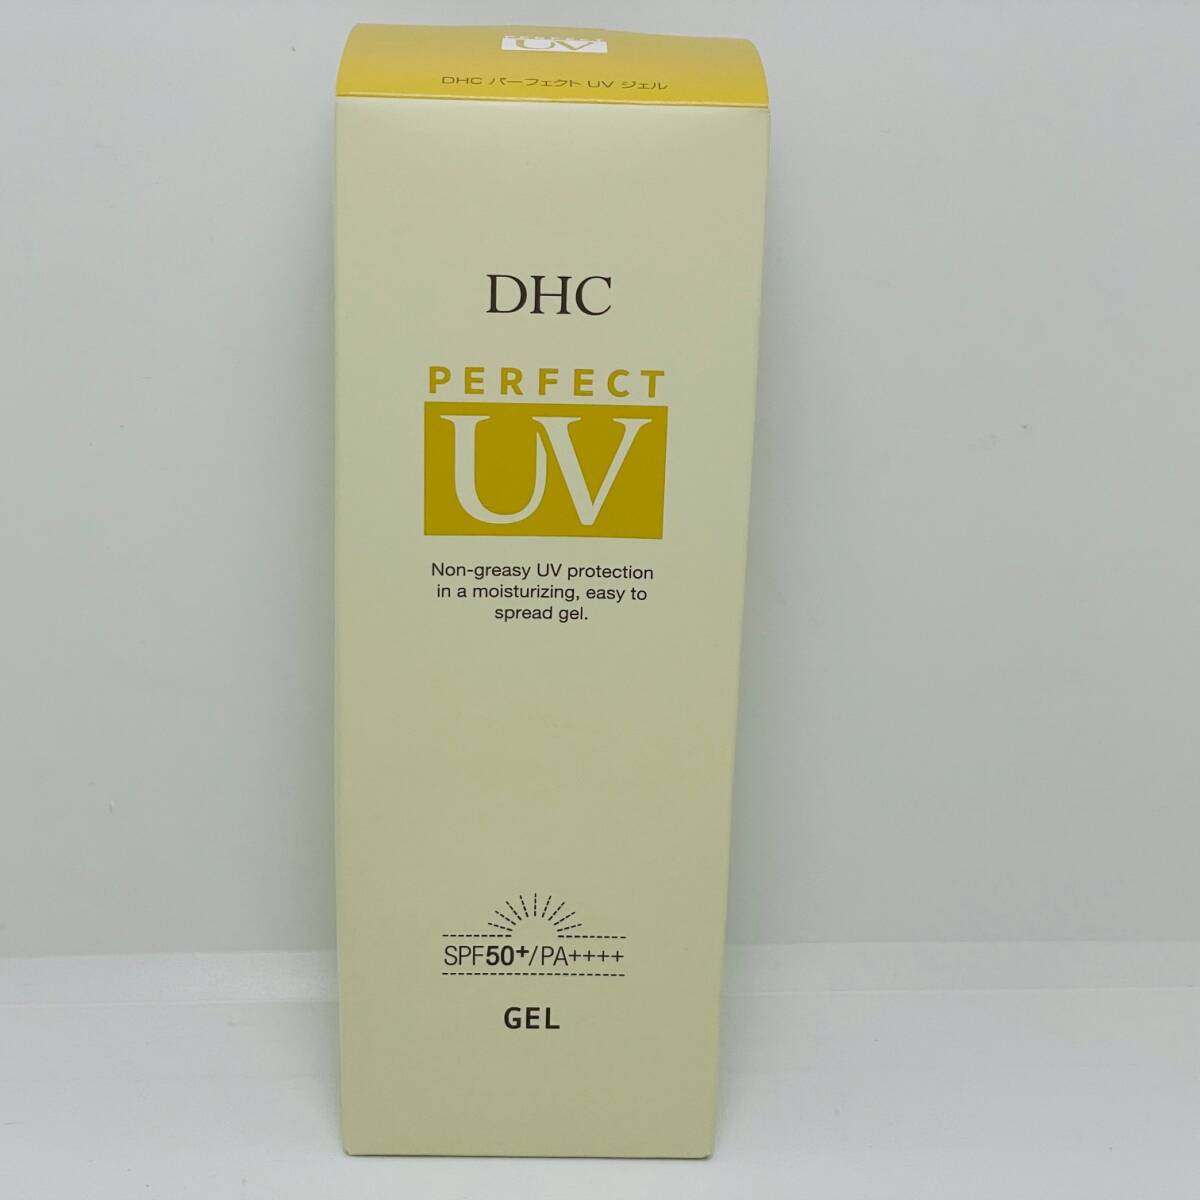 PERFECT
UV
DHC パーフェクト UV ジェル
DHC
PERFECT
UV
Non-greasy UV protection
in a moisturizing, easy to
spread gel.
SPF50+/PA++++
GEL